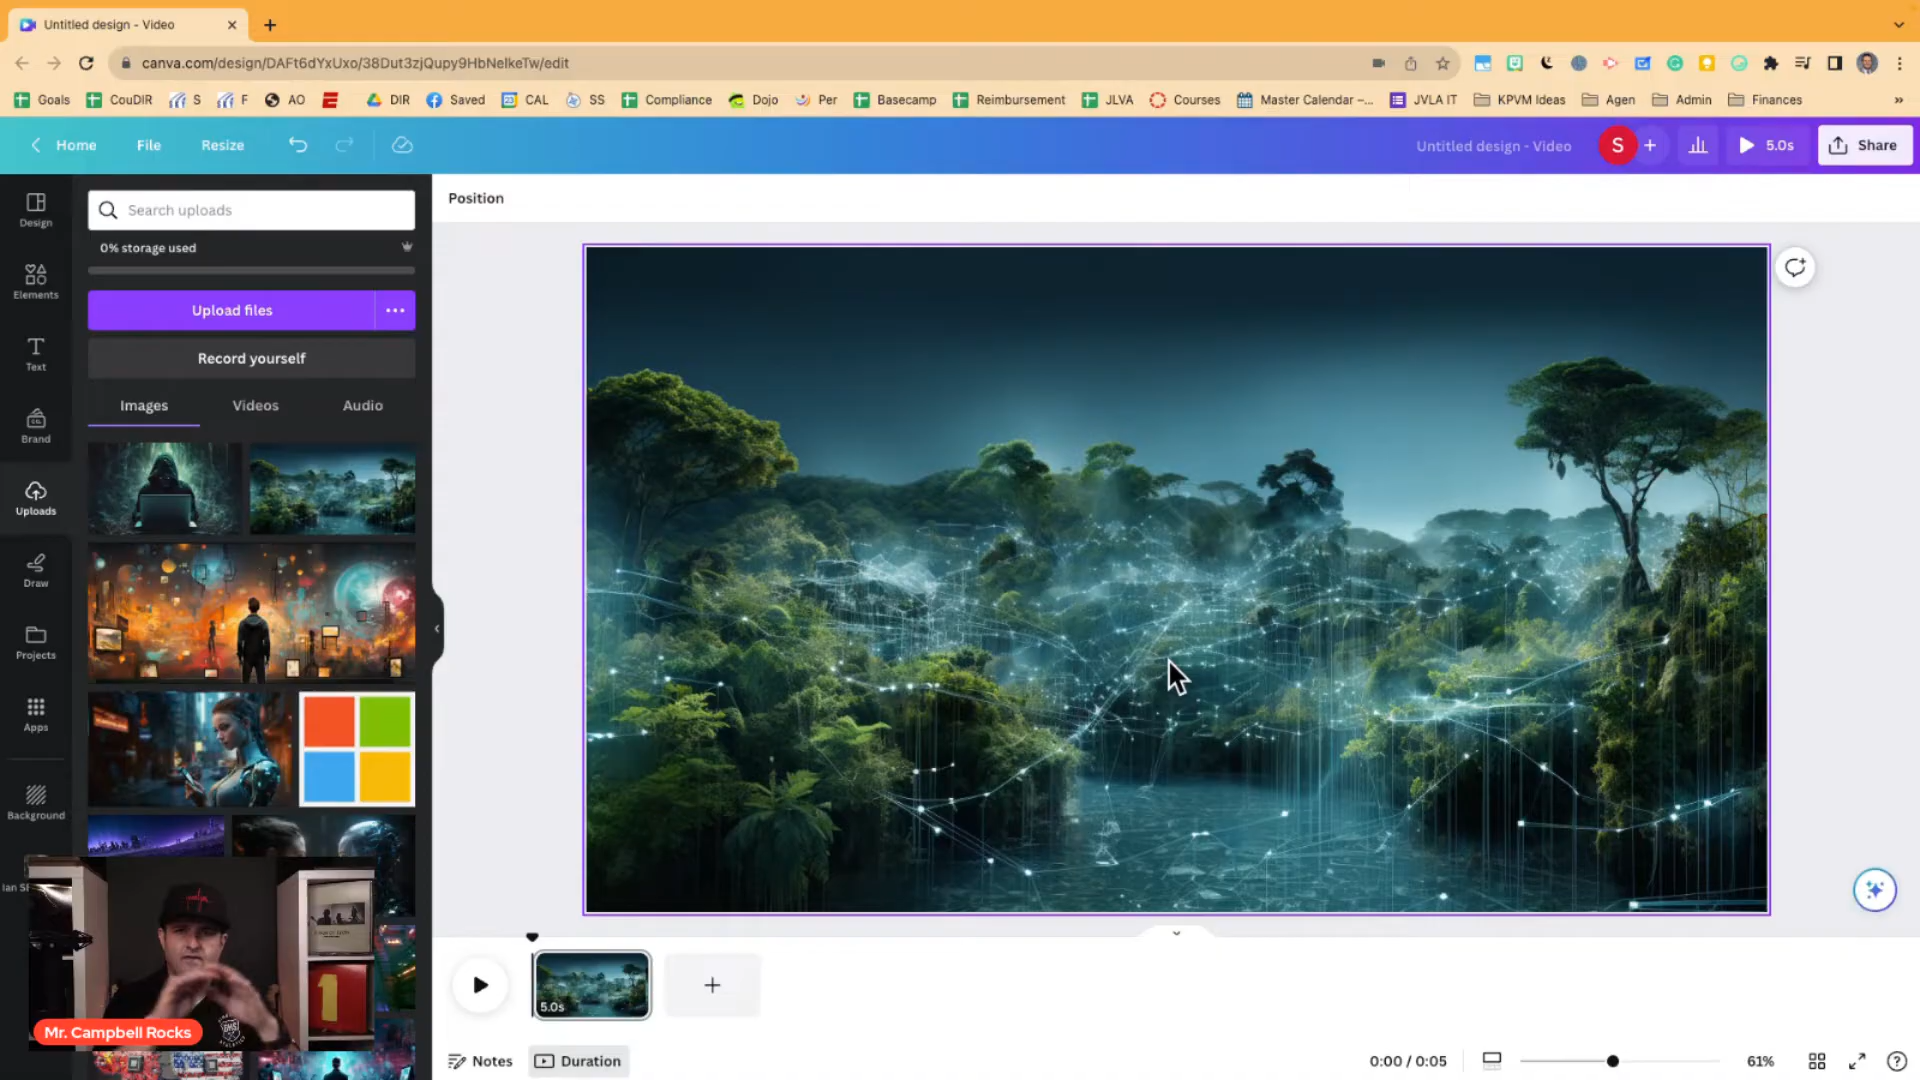 Untitled design - Video
canva.com/design/DAFt6dYxUxo/38Dut3zjQupy9HbNelkeTw/edit
Goals CouDIR S F AO DIR Saved CAL SS Compliance Dojo Per Basecamp Reimbursement JLVA Courses Master Calendar –... JVLA IT KPVM Ideas Agen Admin Finances
Home File Resize Untitled design - Video S 5.0s Share
Design
Elements
Text
Brand
Uploads
Draw
Projects
Apps
Background
Search uploads
0% storage used
Upload files
Record yourself
Images Videos Audio
Position
Mr. Campbell Rocks
5.0s
Notes Duration 0:00 / 0:05 61%